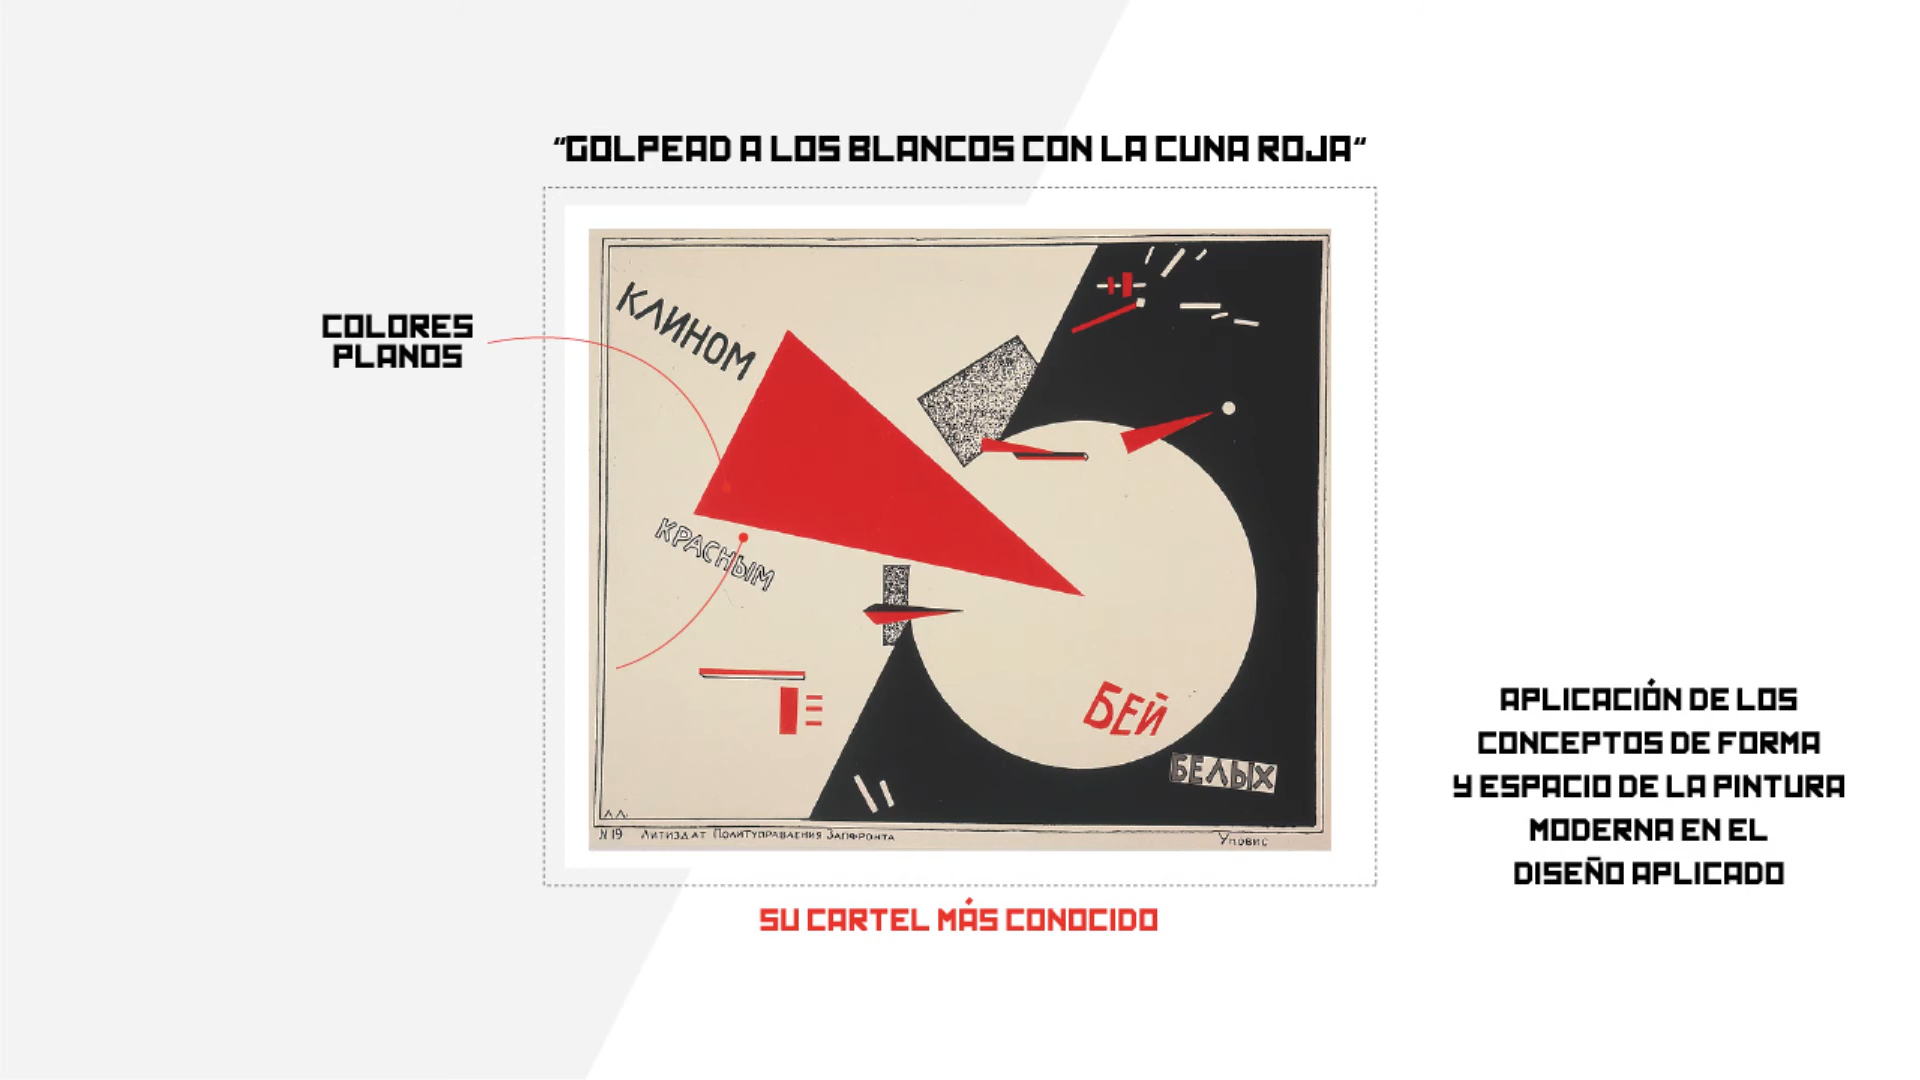 "GOLPEAD A LOS BLANCOS CON LA CUNA ROJA"
COLORES
PLANOS
КЛИНОМ
КРАСНЫМ
БЕЙ
БЕЛЫХ
Л.Л.
N19 Литиздат Политуправления Запфронта
Уновис
APLICACIÓN DE LOS
CONCEPTOS DE FORMA
Y ESPACIO DE LA PINTURA
MODERNA EN EL
DISEÑO APLICADO
SU CARTEL MÁS CONOCIDO